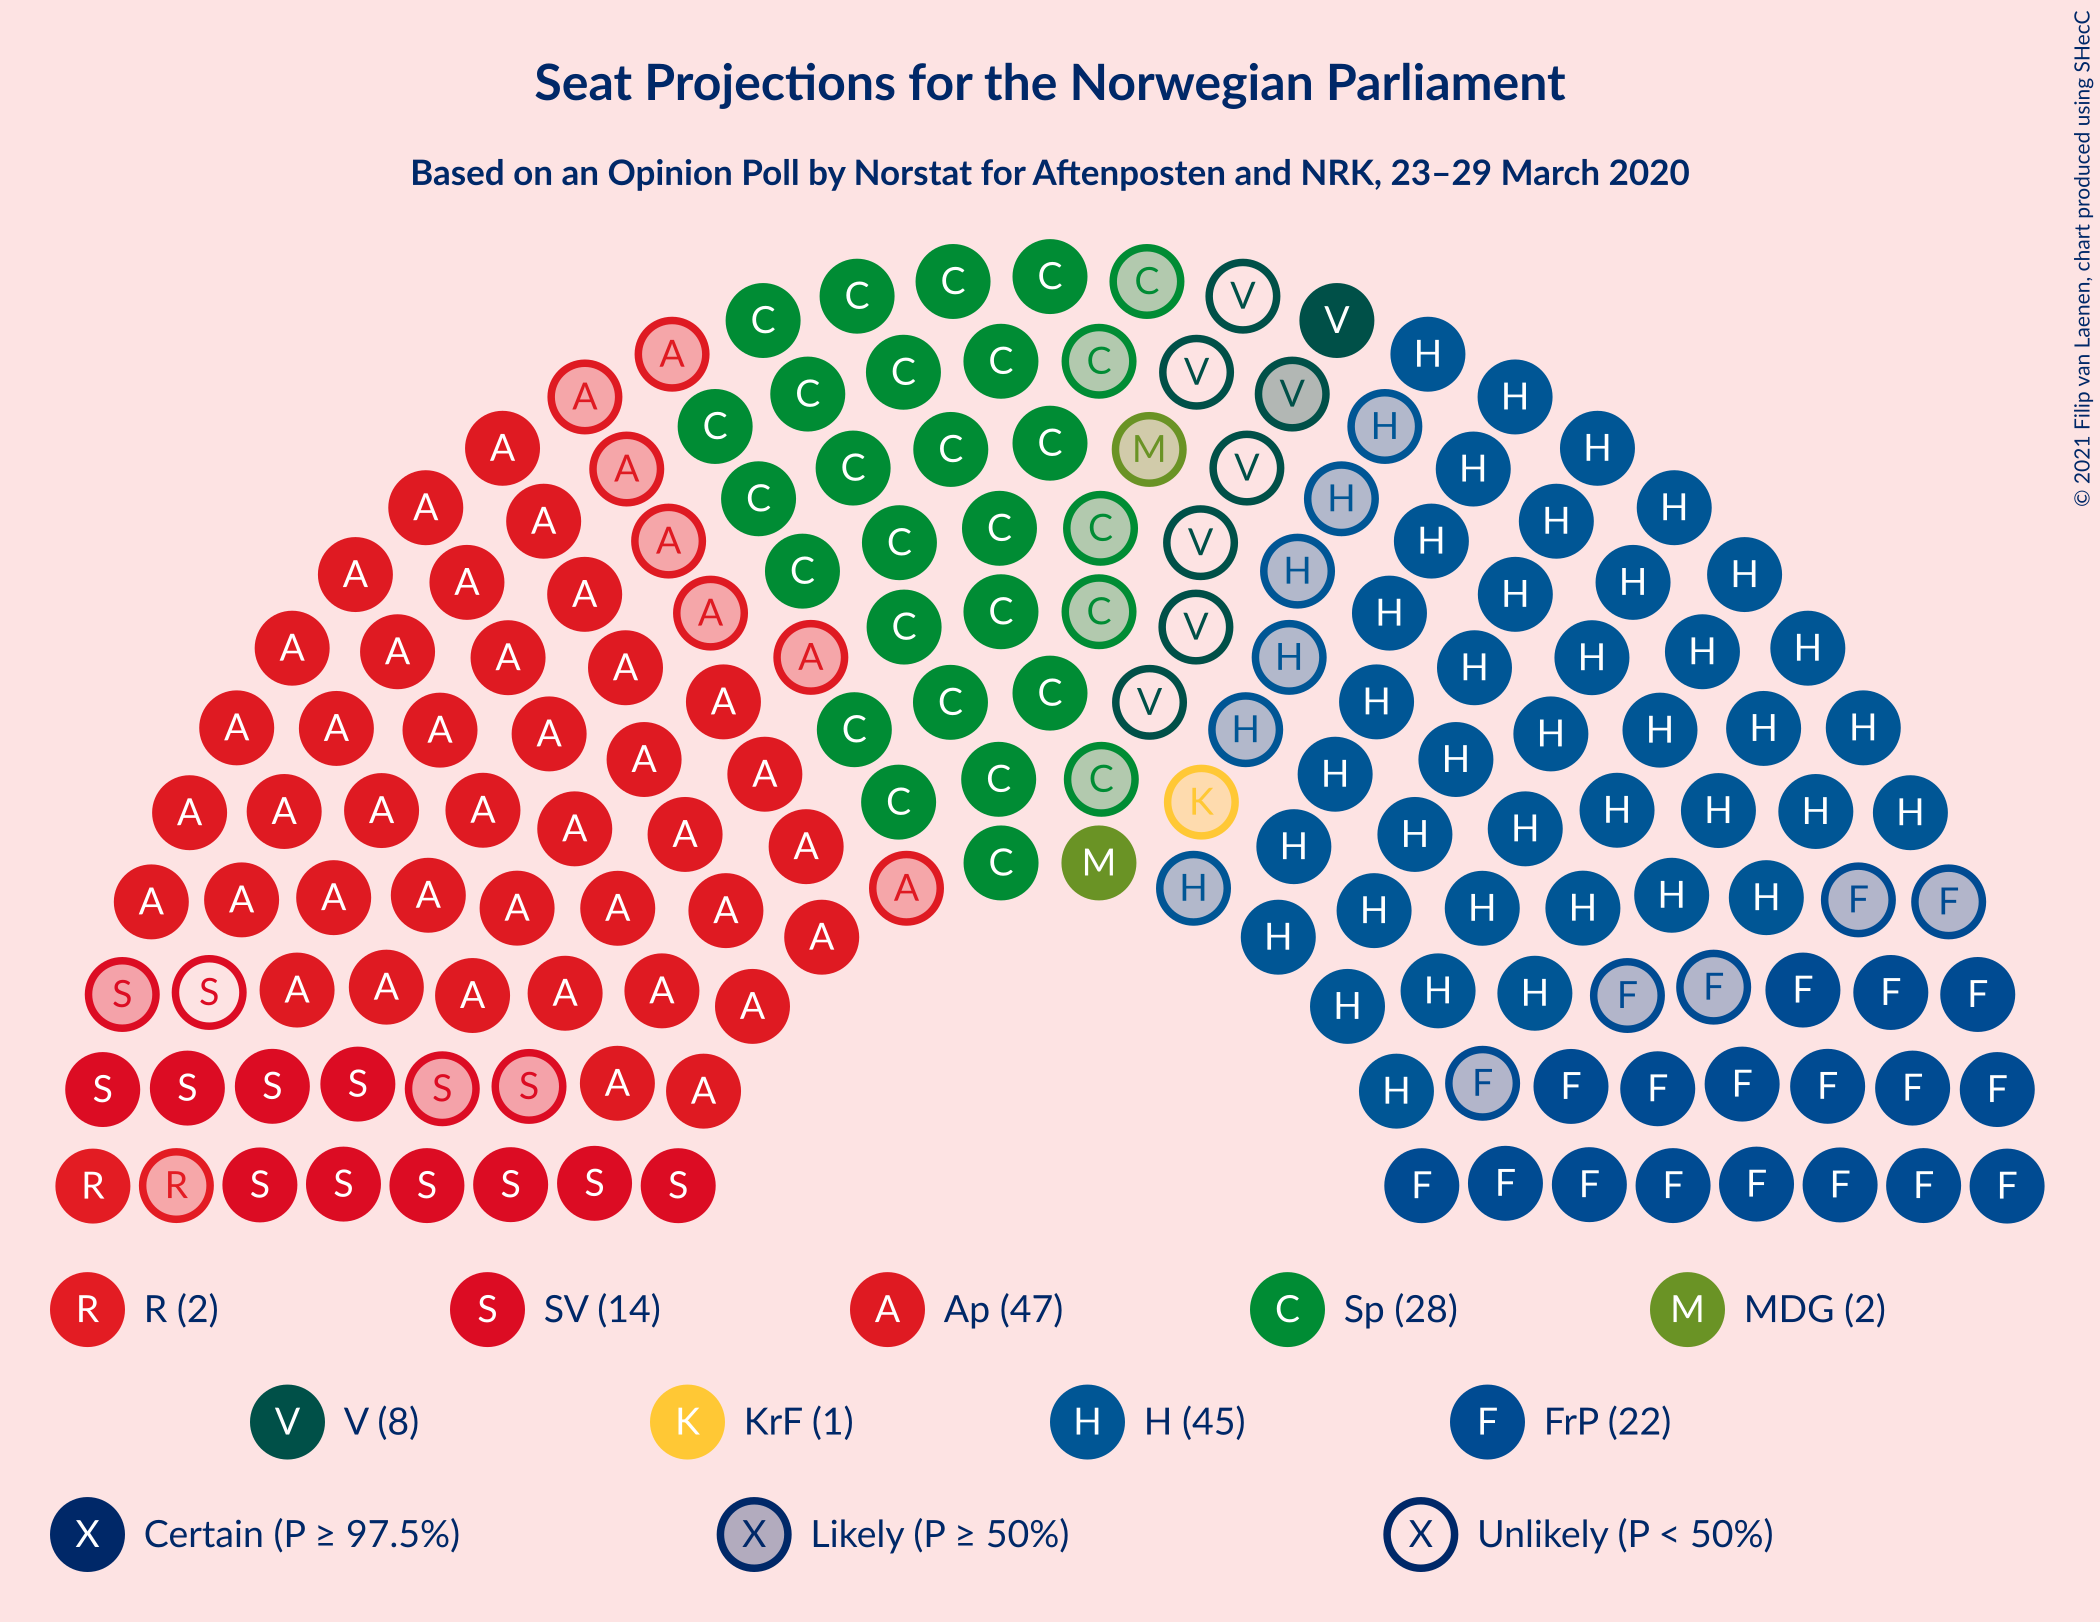 Seat Projections for the Norwegian Parliament
Based on an Opinion Poll by Norstat for Aftenposten and NRK, 23–29 March 2020
© 2021 Filip van Laenen, chart produced using SHecC
C C C C C V V
A A C C C C C V V H H
A A C C C C M V H H H
A A A C C C C V H H H H
A A A A C C C V H H H H H
A A A A A C C C V H H H H H H
A A A A A A C C C K H H H H H H H
A A A A A A A A C M H H H H H H H H
A A A A A A A A H H H H H H F F
S S A A A A A A H H H F F F F F
S S S S S S A A H F F F F F F F
R R S S S S S S F F F F F F F F
R R (2) S SV (14) A Ap (47) C Sp (28) M MDG (2)
V V (8) K KrF (1) H H (45) F FrP (22)
X Certain (P ≥ 97.5%) X Likely (P ≥ 50%) X Unlikely (P < 50%)